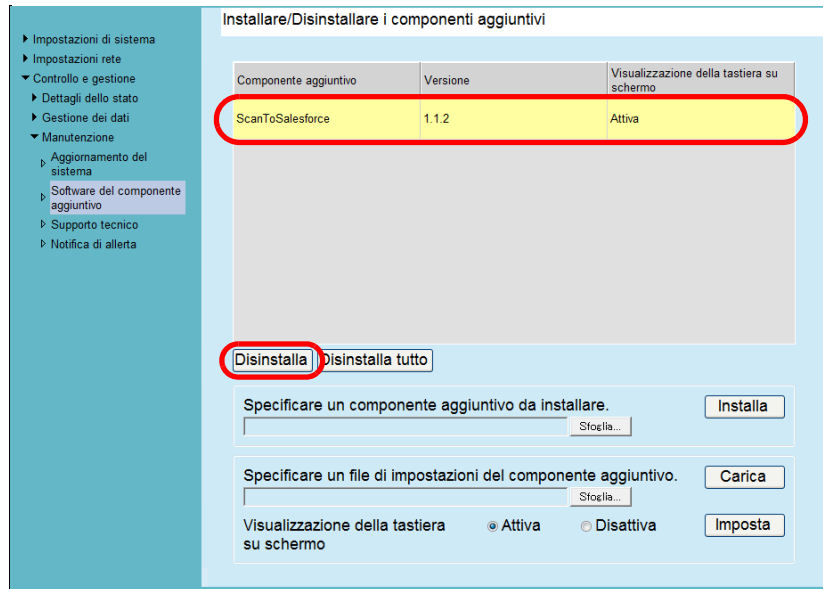 Installare/Disinstallare i componenti aggiuntivi
Impostazioni di sistema
Impostazioni rete
Controllo e gestione
Dettagli dello stato
Gestione dei dati
Manutenzione
Aggiornamento del
sistema
Software del componente
aggiuntivo
Supporto tecnico
Notifica di allerta
Componente aggiuntivo
Versione
Visualizzazione della tastiera su
schermo
ScanToSalesforce
1.1.2
Attiva
Disinstalla
Disinstalla tutto
Specificare un componente aggiuntivo da installare.
Sfoglia...
Installa
Specificare un file di impostazioni del componente aggiuntivo.
Sfoglia...
Carica
Visualizzazione della tastiera
su schermo
Attiva
Disattiva
Imposta